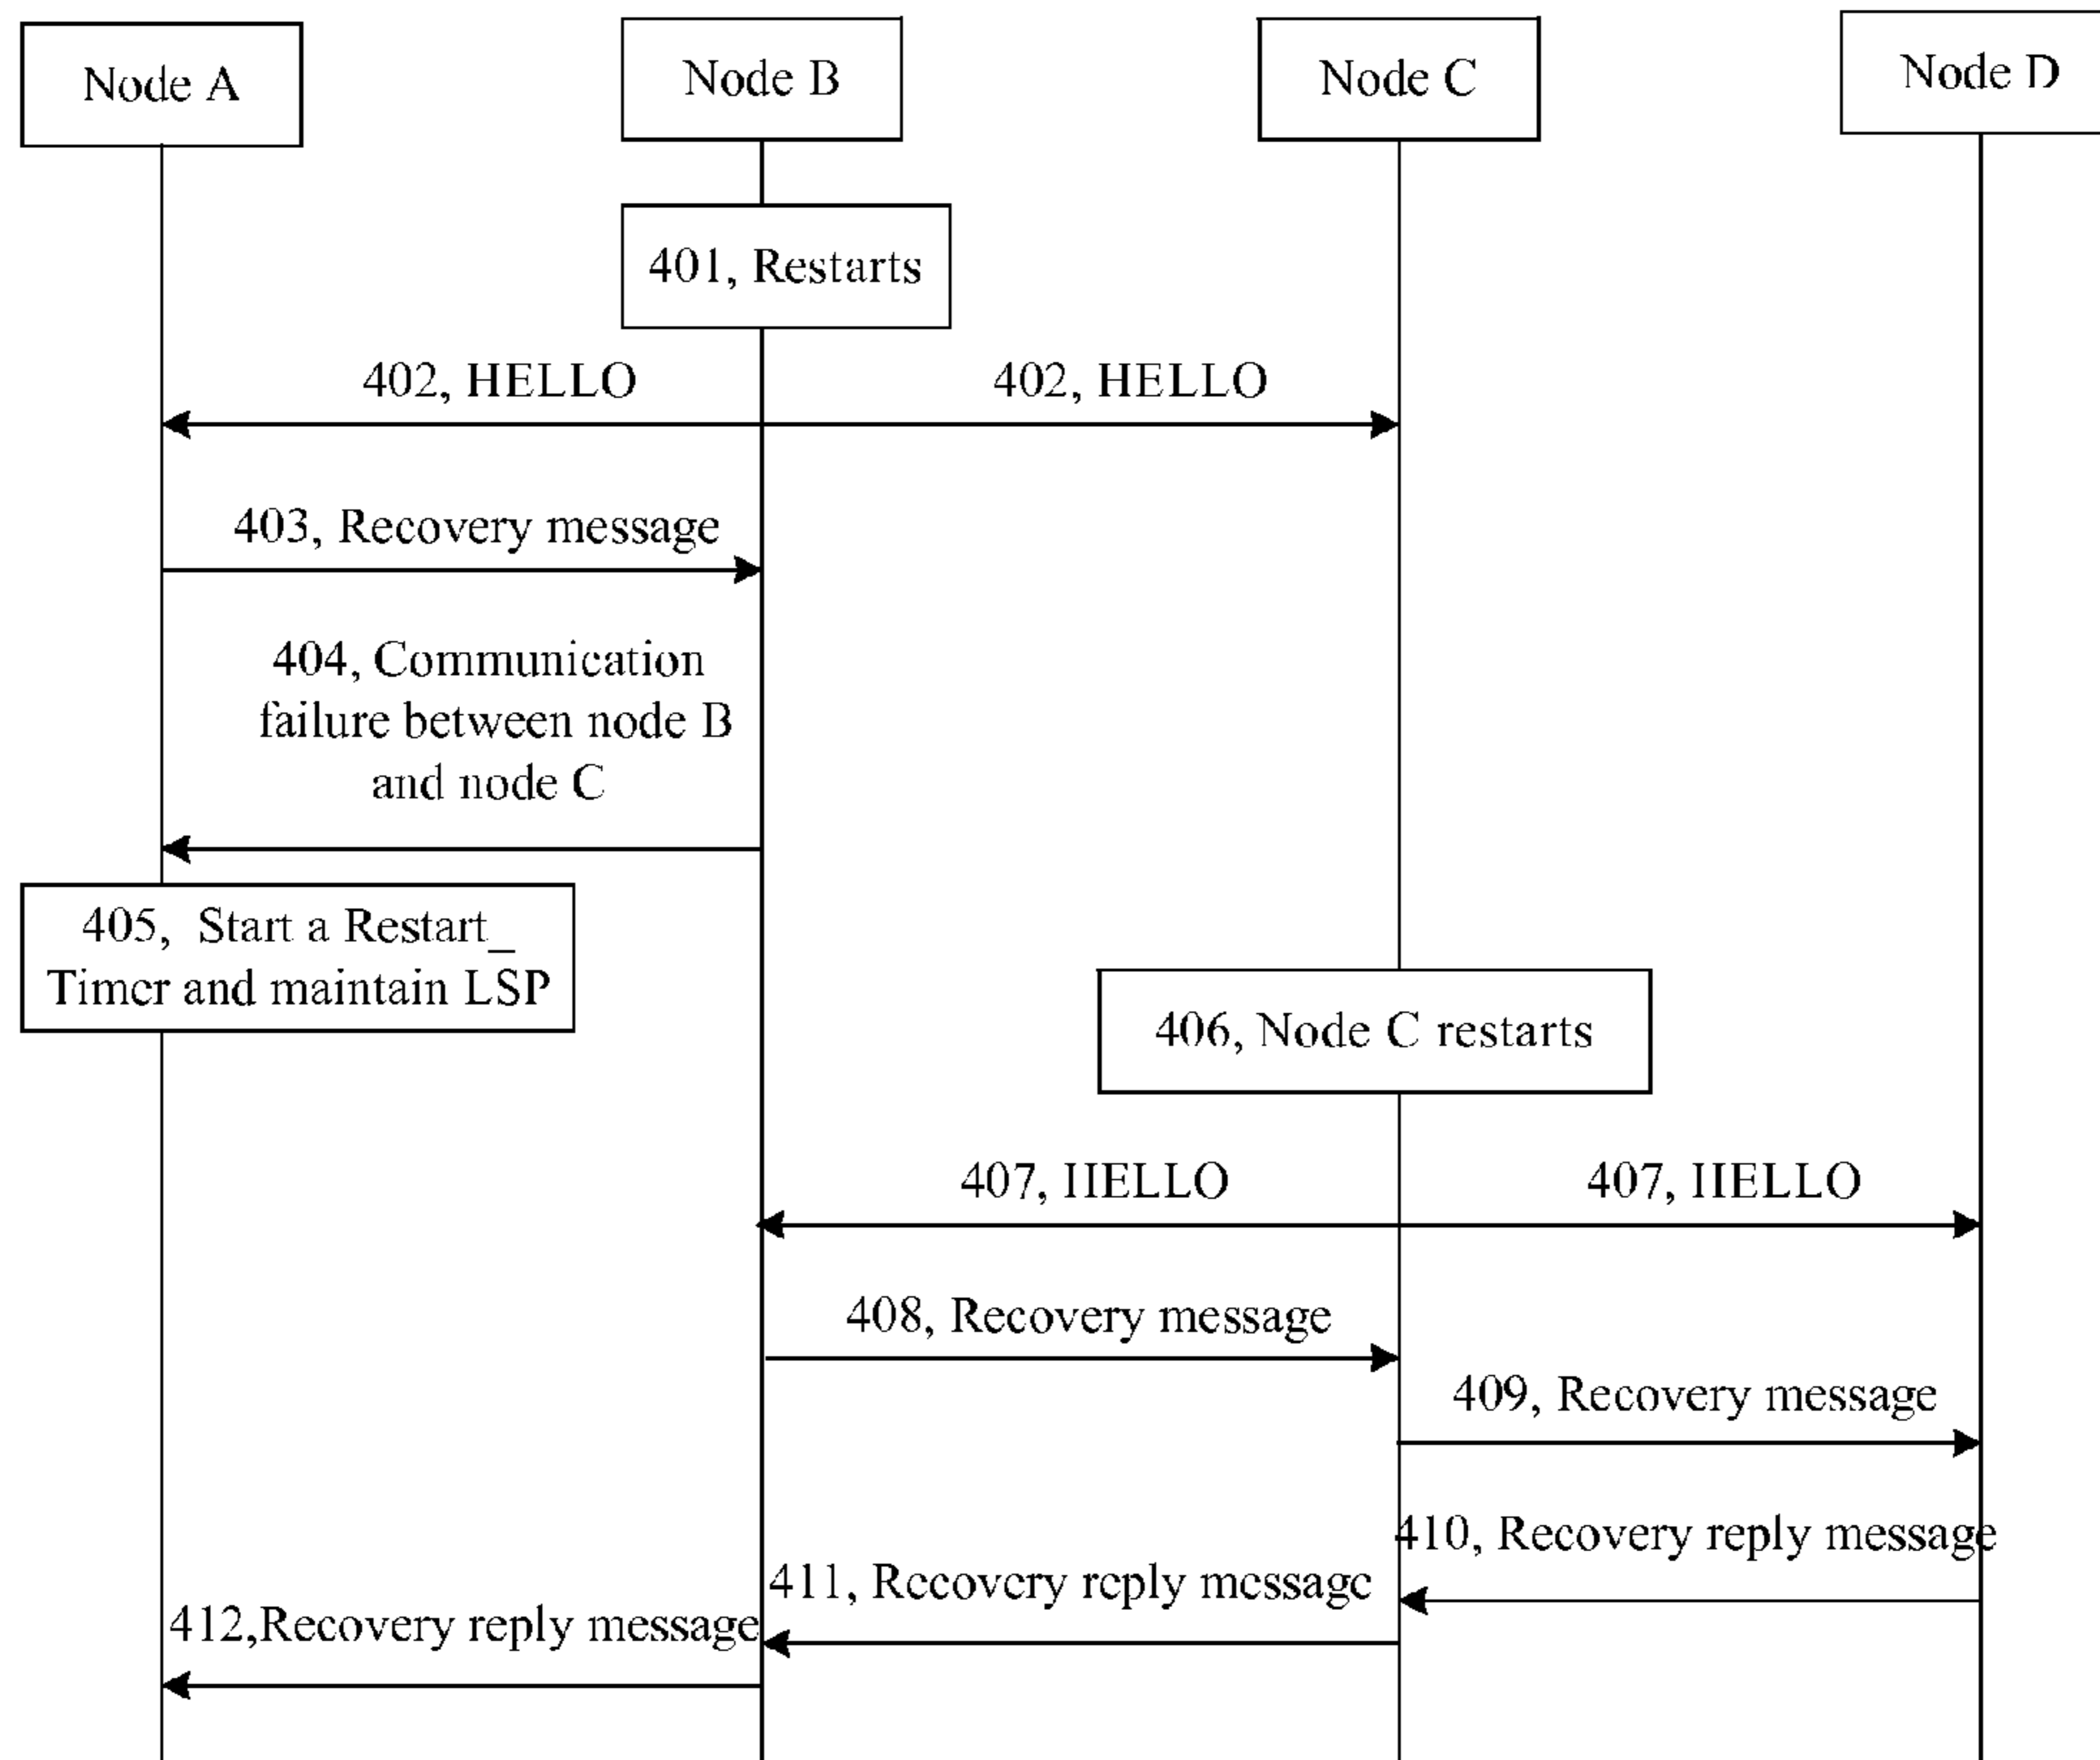 Node A
Node B
Node C
Node D
401, Restarts
402, HELLO
402, HELLO
403, Recovery message
404, Communication
failure between node B
and node C
405, Start a Restart_
Timer and maintain LSP
406, Node C restarts
407, HELLO
407, HELLO
408, Recovery message
409, Recovery message
410, Recovery reply message
411, Recovery reply message
412,Recovery reply message